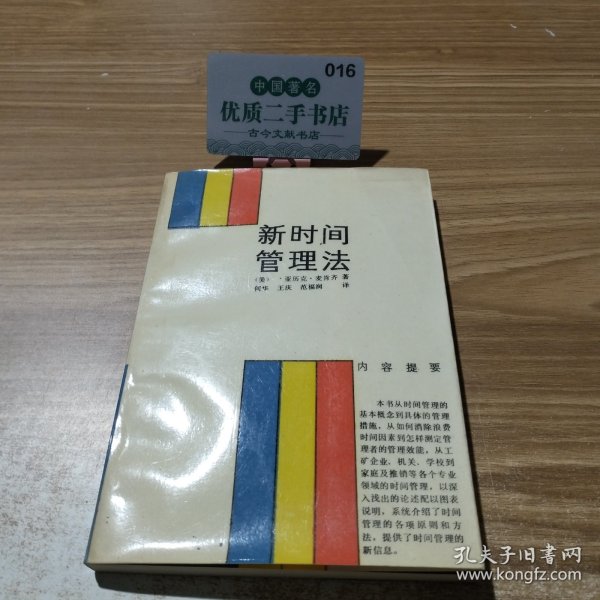 016
中国著名
优质二手书店
古今文献书店
新时间
管理法
(美) ·亚历克·麦肯齐 著
何华 王庆 范福润 译
内容提要
本书从时间管理的
基本概念到具体的管理
措施,从如何消除浪费
时间因素到怎样测定管
理者的管理效能,从工
矿企业、机关、学校到
家庭及推销等各个专业
领域的时间管理,以深
入浅出的论述配以图表
说明,系统介绍了时间
管理的各项原则和方
法,提供了时间管理的
新信息。
孔夫子旧书网
www.kongfz.com